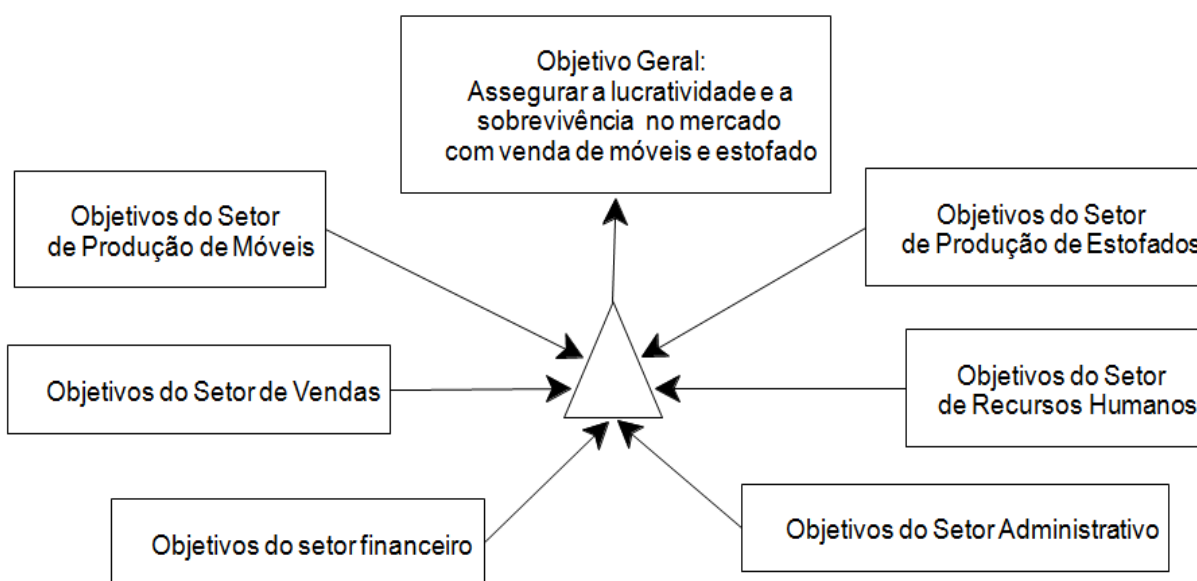 Objetivo Geral:
Assegurar a lucratividade e a
sobrevivência no mercado
com venda de móveis e estofado
Objetivos do Setor
de Produção de Móveis
Objetivos do Setor
de Produção de Estofados
Objetivos do Setor de Vendas
Objetivos do Setor
de Recursos Humanos
Objetivos do setor financeiro
Objetivos do Setor Administrativo